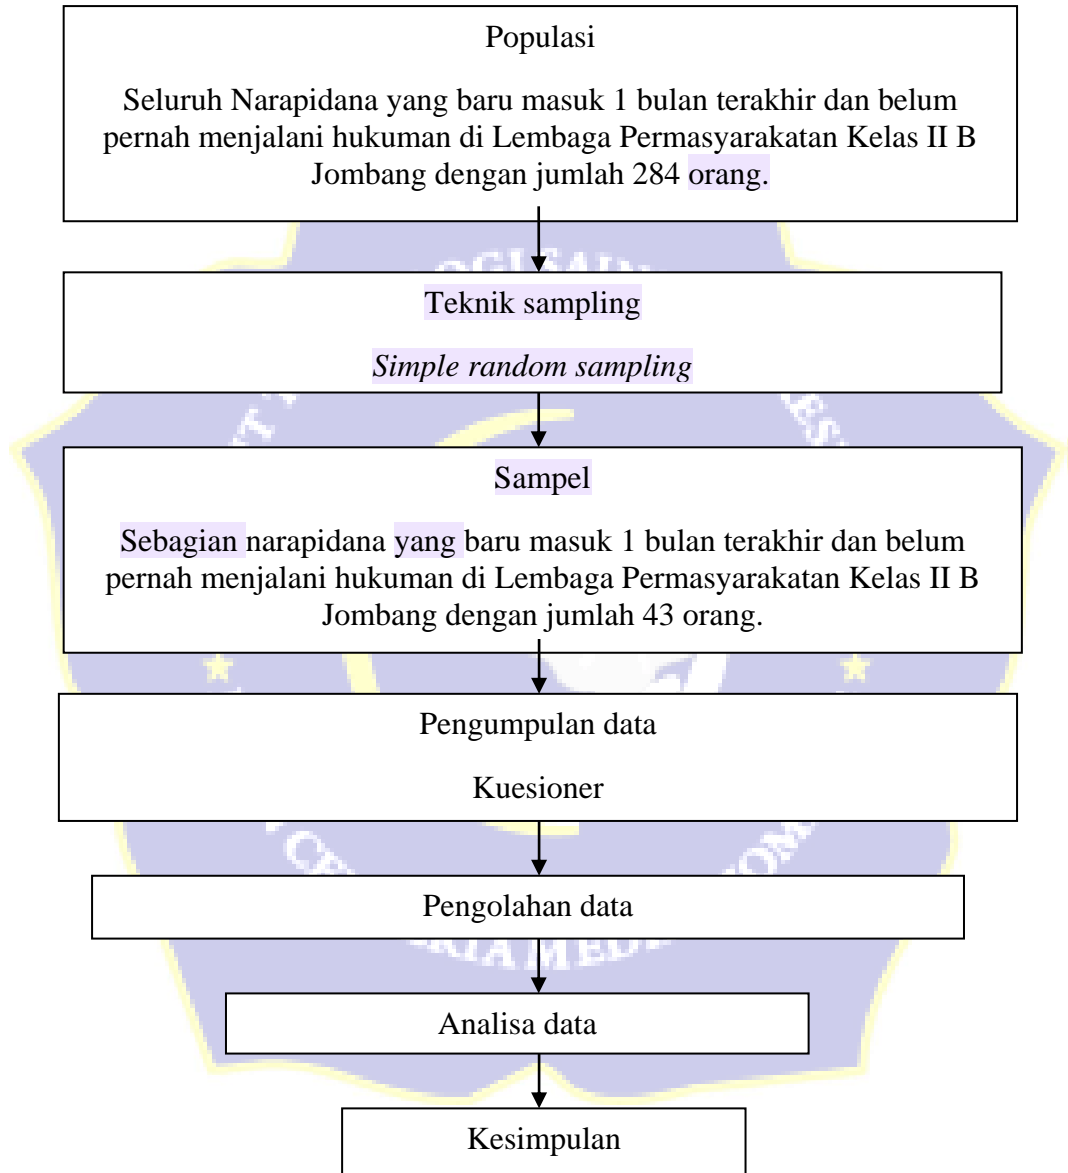 Populasi
Seluruh Narapidana yang baru masuk 1 bulan terakhir dan belum
pernah menjalani hukuman di Lembaga Permasyarakatan Kelas II B
Jombang dengan jumlah 284 orang.
Teknik sampling
Simple random sampling
Sampel
Sebagian narapidana yang baru masuk 1 bulan terakhir dan belum
pernah menjalani hukuman di Lembaga Permasyarakatan Kelas II B
Jombang dengan jumlah 43 orang.
Pengumpulan data
Kuesioner
Pengolahan data
Analisa data
Kesimpulan